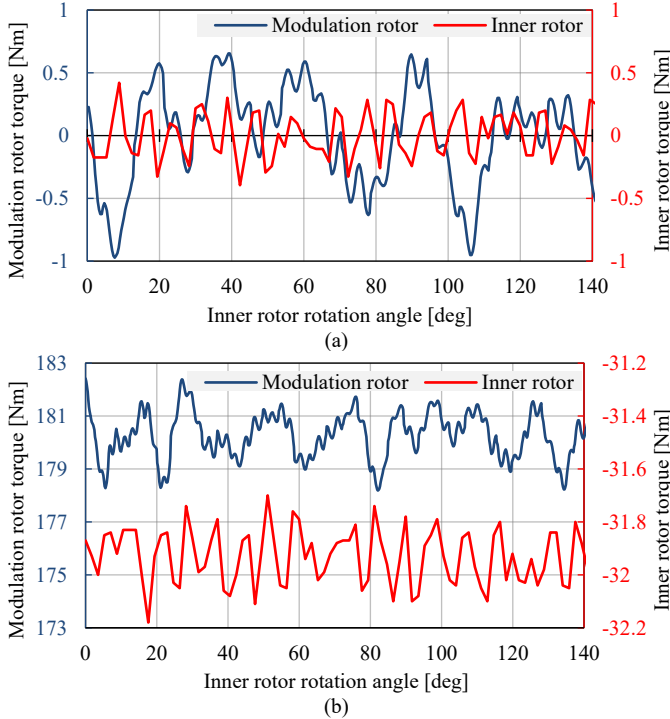 Modulation rotor torque [Nm]
1
0.5
0
-0.5
-1
Modulation rotor
Inner rotor
1
0.5
0
-0.5
-1
Inner rotor torque [Nm]
0 20 40 60 80 100 120 140
Inner rotor rotation angle [deg]
(a)
Modulation rotor torque [Nm]
183
181
179
177
175
173
Modulation rotor
Inner rotor
-31.2
-31.4
-31.6
-31.8
-32
-32.2
Inner rotor torque [Nm]
0 20 40 60 80 100 120 140
Inner rotor rotation angle [deg]
(b)